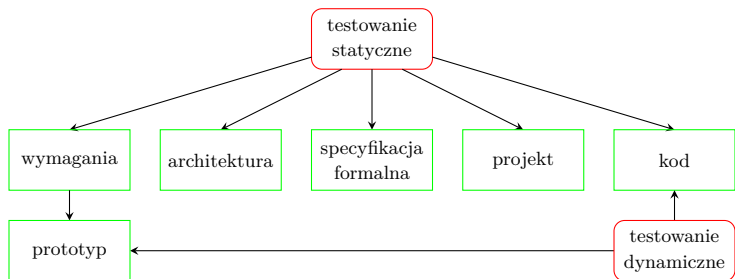 testowanie
statyczne
wymagania
architektura
specyfikacja
formalna
projekt
kod
prototyp
testowanie
dynamiczne